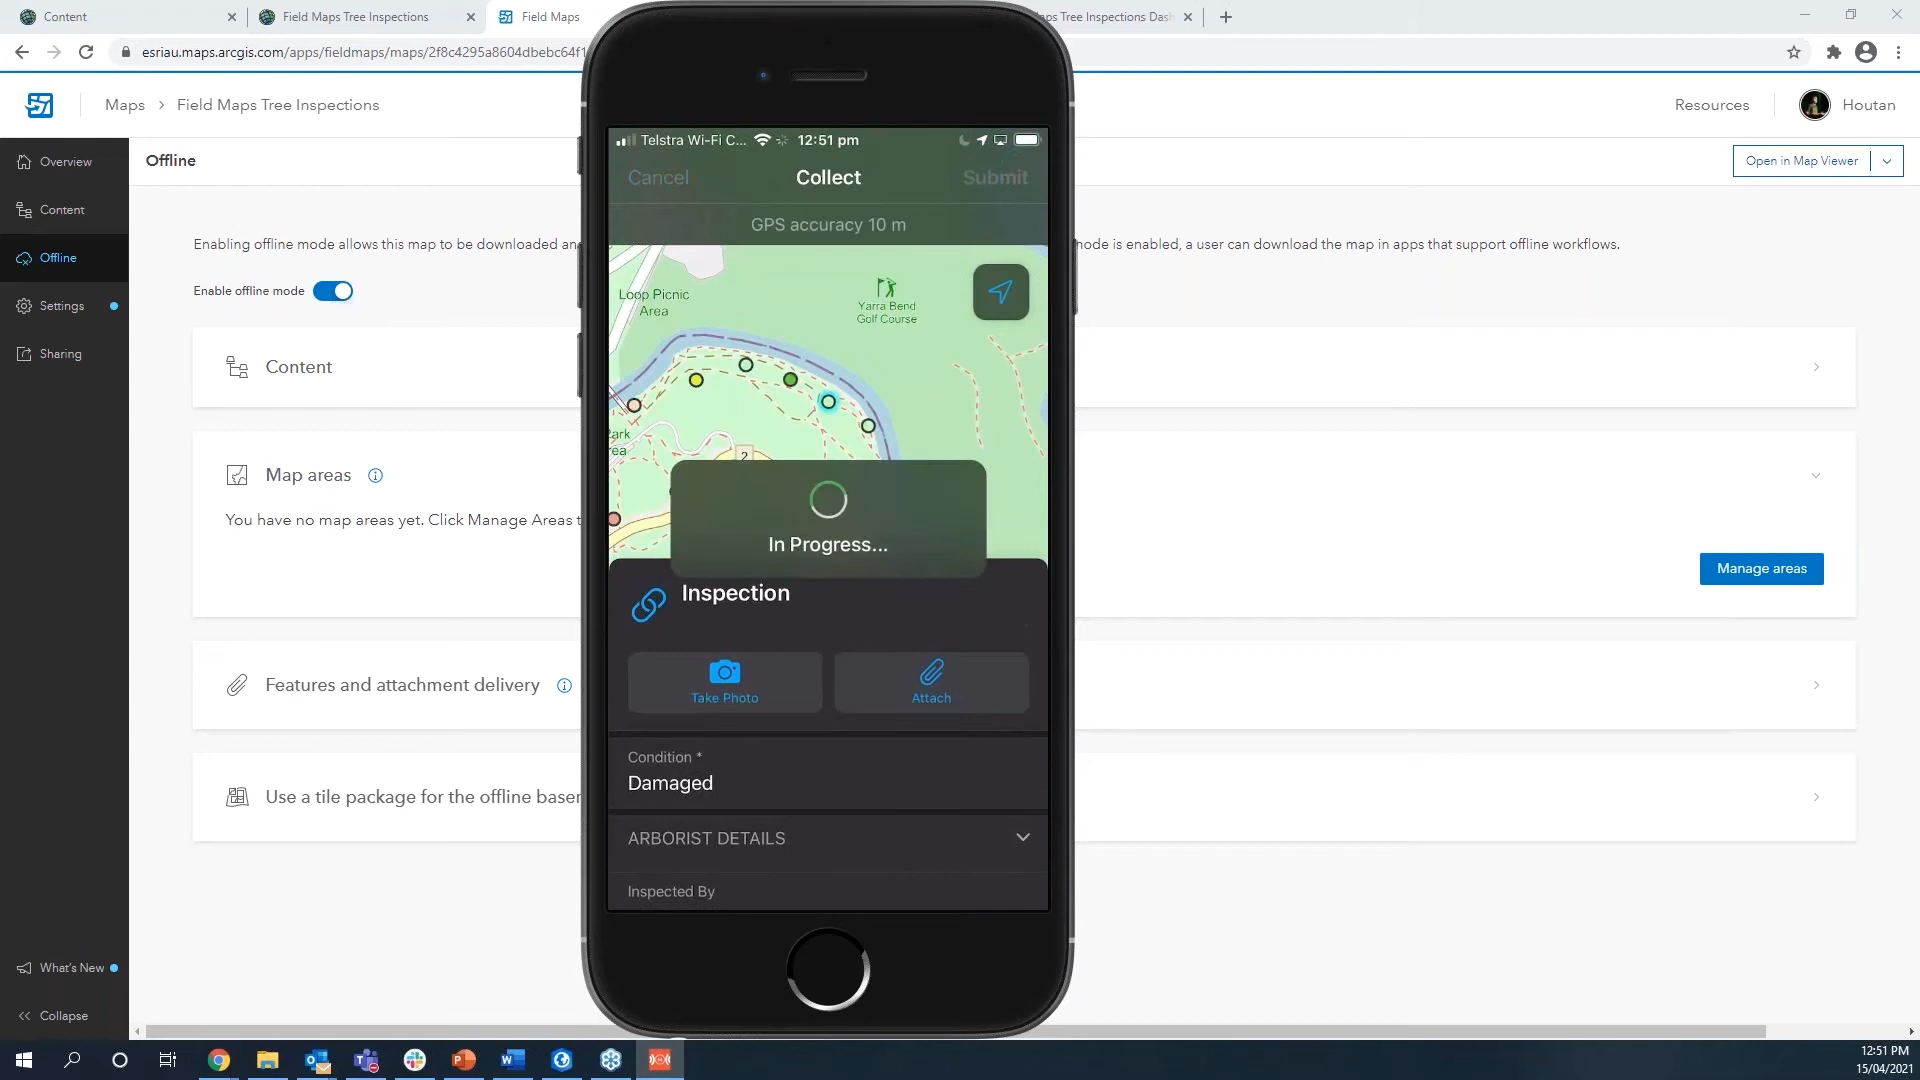 Content
Field Maps Tree Inspections
Field Maps
Maps Tree Inspections Dash
esriau.maps.arcgis.com/apps/fieldmaps/maps/2f8c4295a8604dbebc64f1
Maps > Field Maps Tree Inspections
Resources
Houtan
Overview
Content
Offline
Settings
Sharing
What's New
Collapse
Offline
Open in Map Viewer
Enabling offline mode allows this map to be downloaded an
node is enabled, a user can download the map in apps that support offline workflows.
Enable offline mode
Content
Map areas
You have no map areas yet. Click Manage Areas t
Manage areas
Features and attachment delivery
Use a tile package for the offline baser
Telstra Wi-Fi C... 12:51 pm
Cancel
Collect
Submit
GPS accuracy 10 m
Loop Picnic
Area
Yarra Bend
Golf Course
Park
rea
2
In Progress...
Inspection
Take Photo
Attach
Condition *
Damaged
ARBORIST DETAILS
Inspected By
12:51 PM
15/04/2021